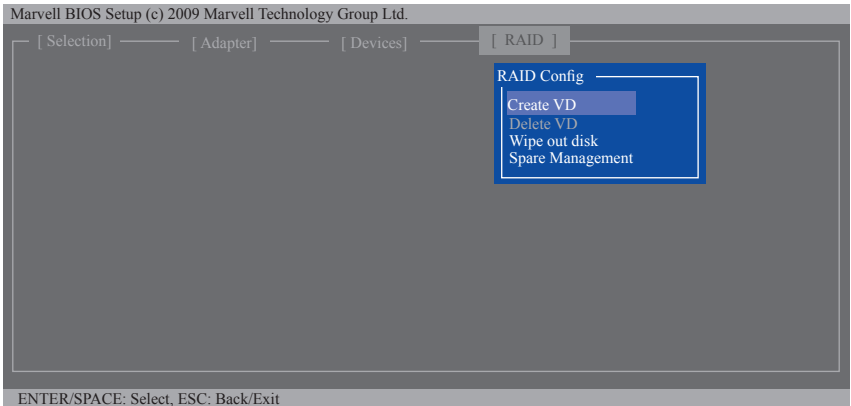 Marvell BIOS Setup (c) 2009 Marvell Technology Group Ltd.
[ Selection] [ Adapter] [ Devices] [ RAID ]
RAID Config
Create VD
Delete VD
Wipe out disk
Spare Management
ENTER/SPACE: Select, ESC: Back/Exit